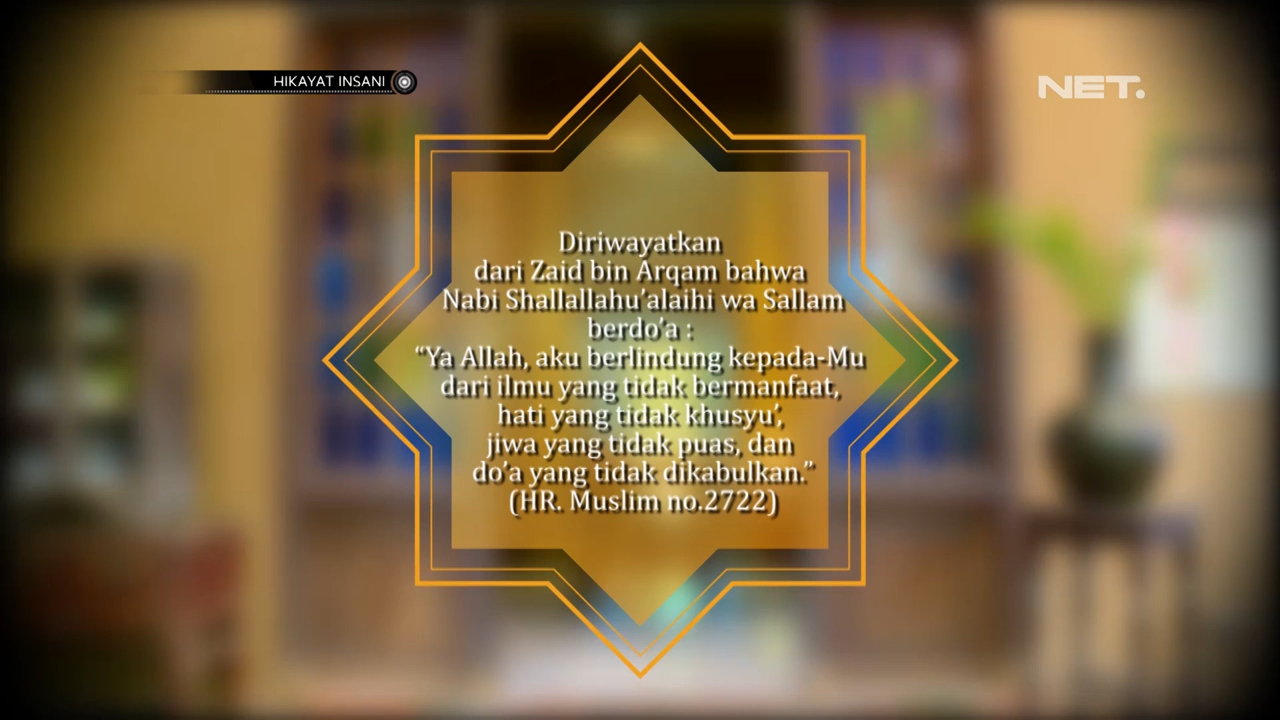 HIKAYAT INSANI
NET.
Diriwayatkan
dari Zaid bin Arqam bahwa
Nabi Shallallahu’alaihi wa Sallam
berdo’a :
“Ya Allah, aku berlindung kepada-Mu
dari ilmu yang tidak bermanfaat,
hati yang tidak khusyu’,
jiwa yang tidak puas, dan
do’a yang tidak dikabulkan.”
(HR. Muslim no.2722)